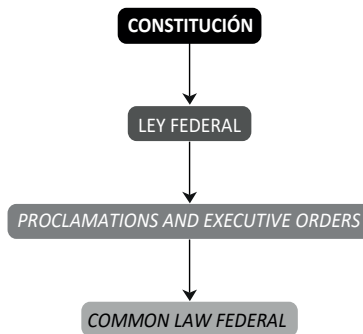 CONSTITUCIÓN
LEY FEDERAL
PROCLAMATIONS AND EXECUTIVE ORDERS
COMMON LAW FEDERAL